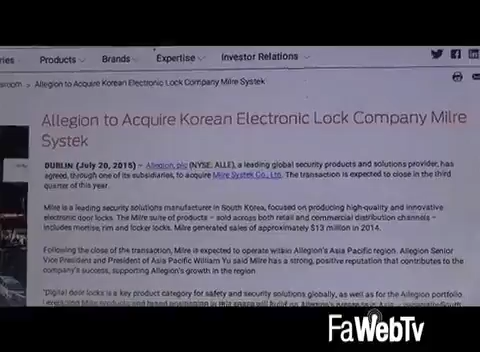 ries Products Brands Expertise Investor Relations
sroom > Allegion to Acquire Korean Electronic Lock Company Milre Systek
Allegion to Acquire Korean Electronic Lock Company Milre
Systek
DUBLIN (July 20, 2015) – Allegion, plc (NYSE: ALLE), a leading global security products and solutions provider, has
agreed, through one of its subsidiaries, to acquire Milre Systek Co., Ltd. The transaction is expected to close in the third
quarter of this year.
Milre is a leading security solutions manufacturer in South Korea, focused on producing high-quality and innovative
electronic door locks. The Milre suite of products – sold across both retail and commercial distribution channels –
includes mortise, rim and locker locks. Milre generated sales of approximately $13 million in 2014.
Following the close of the transaction, Milre is expected to operate within Allegion's Asia Pacific region. Allegion Senior
Vice President and President of Asia Pacific William Yu said Milre has a strong, positive reputation that contributes to the
company's success, supporting Allegion's growth in the region
"Digital door locks is a key product category for safety and security solutions globally, as well as for the Allegion portfolio
FaWebTv